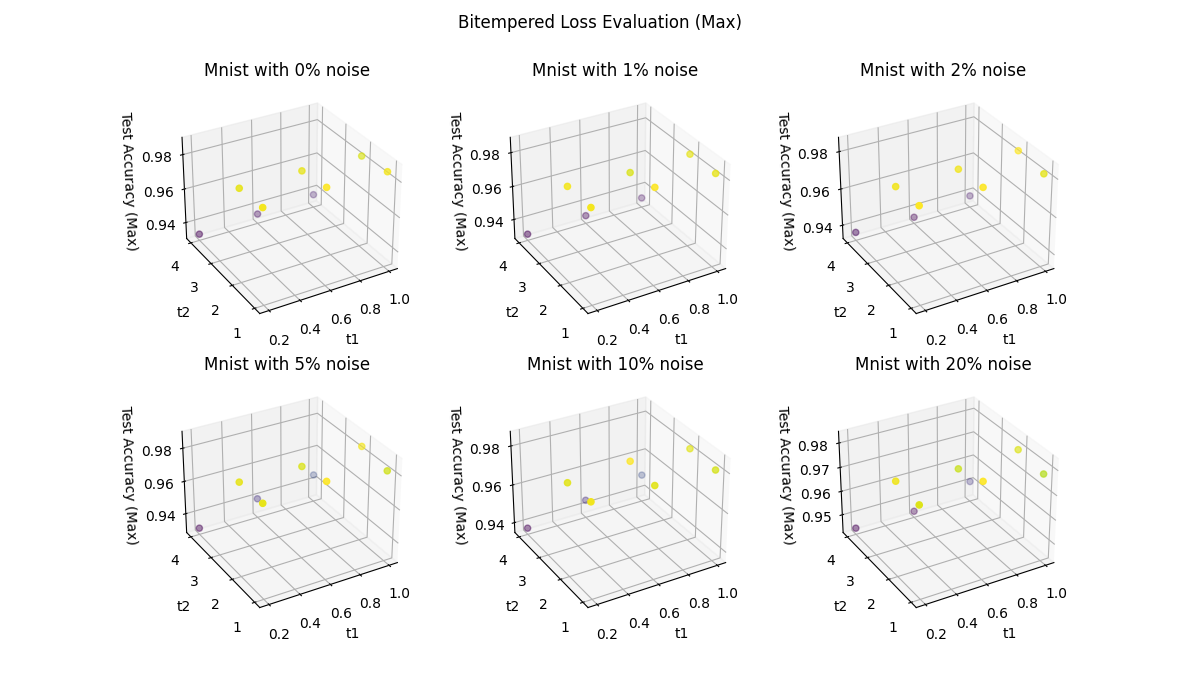 Bitempered Loss Evaluation (Max)
Mnist with 0% noise
Test Accuracy (Max)
0.98
0.96
0.94
4
3
2
1
t2
0.2
0.4
0.6
0.8
1.0
t1
Mnist with 1% noise
Test Accuracy (Max)
0.98
0.96
0.94
4
3
2
1
t2
0.2
0.4
0.6
0.8
1.0
t1
Mnist with 2% noise
Test Accuracy (Max)
0.98
0.96
0.94
4
3
2
1
t2
0.2
0.4
0.6
0.8
1.0
t1
Mnist with 5% noise
Test Accuracy (Max)
0.98
0.96
0.94
4
3
2
1
t2
0.2
0.4
0.6
0.8
1.0
t1
Mnist with 10% noise
Test Accuracy (Max)
0.98
0.96
0.94
4
3
2
1
t2
0.2
0.4
0.6
0.8
1.0
t1
Mnist with 20% noise
Test Accuracy (Max)
0.98
0.97
0.96
0.95
4
3
2
1
t2
0.2
0.4
0.6
0.8
1.0
t1